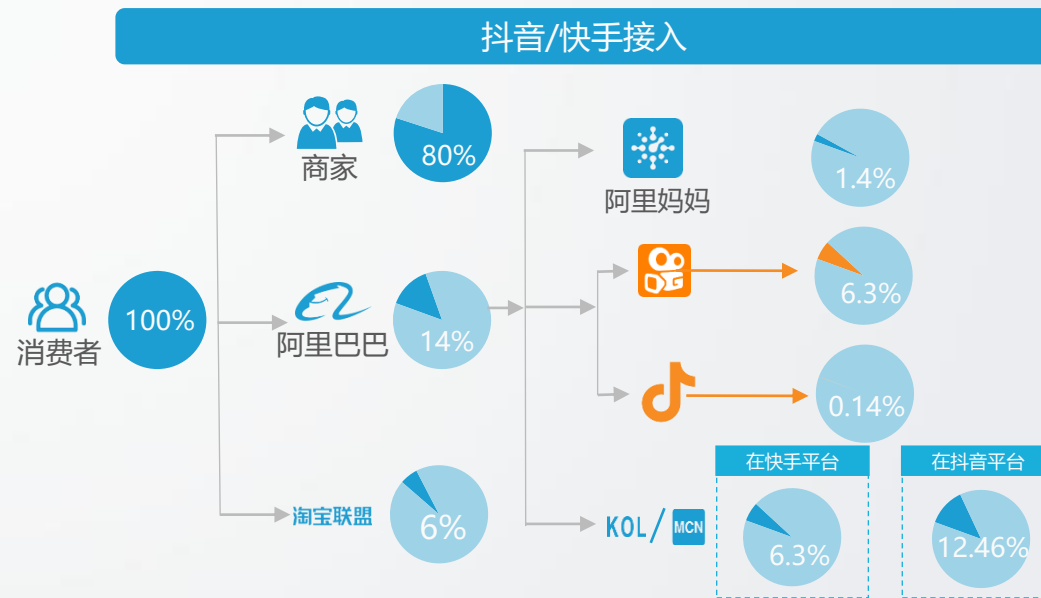 抖音/快手接入
商家
80%
阿里妈妈
1.4%
消费者
100%
阿里巴巴
14%
6.3%
0.14%
淘宝联盟
6%
KOL/MCN
在快手平台
6.3%
在抖音平台
12.46%